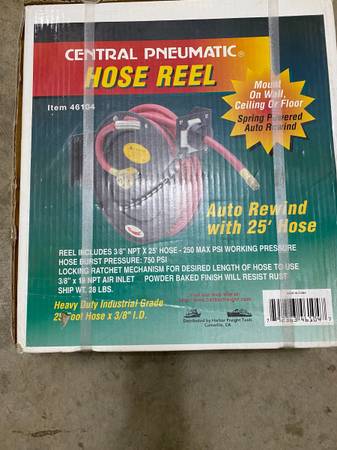 CENTRAL PNEUMATIC®
HOSE REEL
Item 46104
Mount
On Wall,
Ceiling Or Floor
Spring Powered
Auto Rewind
Auto Rewind
with 25' Hose
REEL INCLUDES 3/8" NPT X 25' HOSE - 250 MAX PSI WORKING PRESSURE
HOSE BURST PRESSURE: 750 PSI
LOCKING RATCHET MECHANISM FOR DESIRED LENGTH OF HOSE TO USE
3/8" x 18 NPT AIR INLET POWDER BAKED FINISH WILL RESIST RUST
SHIP WT. 38 LBS.
Heavy Duty Industrial Grade
25 Foot Hose x 3/8" I.D.
Distributed by Harbor Freight Tools
Camarillo, CA